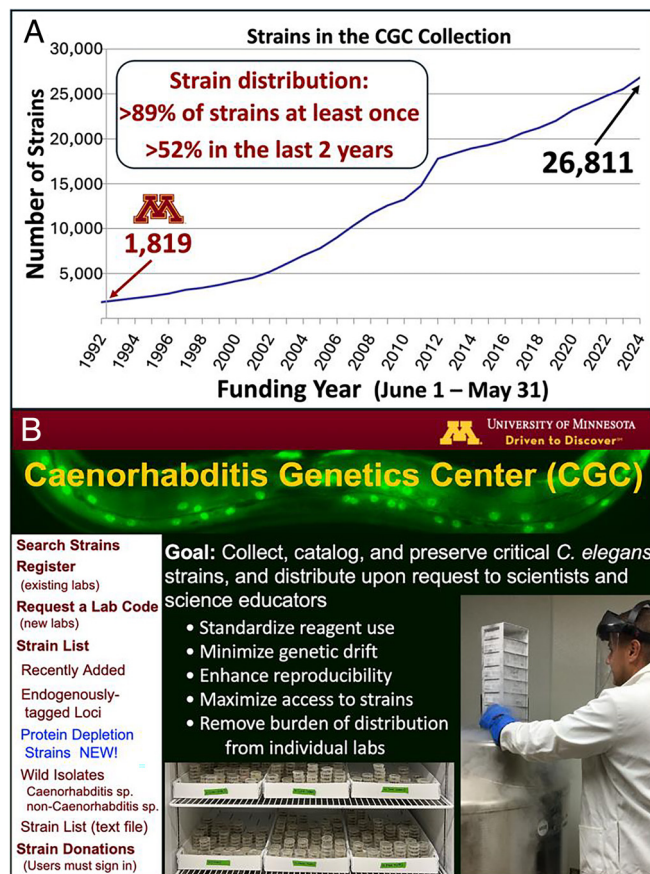 A
Strains in the CGC Collection
30,000
25,000
20,000
15,000
10,000
5,000
Number of Strains
Strain distribution:
>89% of strains at least once
>52% in the last 2 years
26,811
M
1,819
1992
1994
1996
1998
2000
2002
2004
2006
2008
2010
2012
2014
2016
2018
2020
2022
2024
Funding Year (June 1 – May 31)
B
M
UNIVERSITY OF MINNESOTA
Driven to Discover℠
Caenorhabditis Genetics Center (CGC)
Search Strains
Register
(existing labs)
Request a Lab Code
(new labs)
Strain List
Recently Added
Endogenously-
tagged Loci
Protein Depletion
Strains NEW!
Wild Isolates
Caenorhabditis sp.
non-Caenorhabditis sp.
Strain List (text file)
Strain Donations
(Users must sign in)
Goal: Collect, catalog, and preserve critical C. elegans
strains, and distribute upon request to scientists and
science educators
• Standardize reagent use
• Minimize genetic drift
• Enhance reproducibility
• Maximize access to strains
• Remove burden of distribution
from individual labs